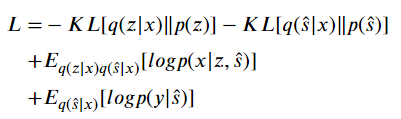 L = − KL[q(z|x)‖p(z)] − KL[q(ŝ|x)‖p(ŝ)]
+E_{q(z|x)q(ŝ|x)}[logp(x|z, ŝ)]
+E_{q(ŝ|x)}[logp(y|ŝ)]